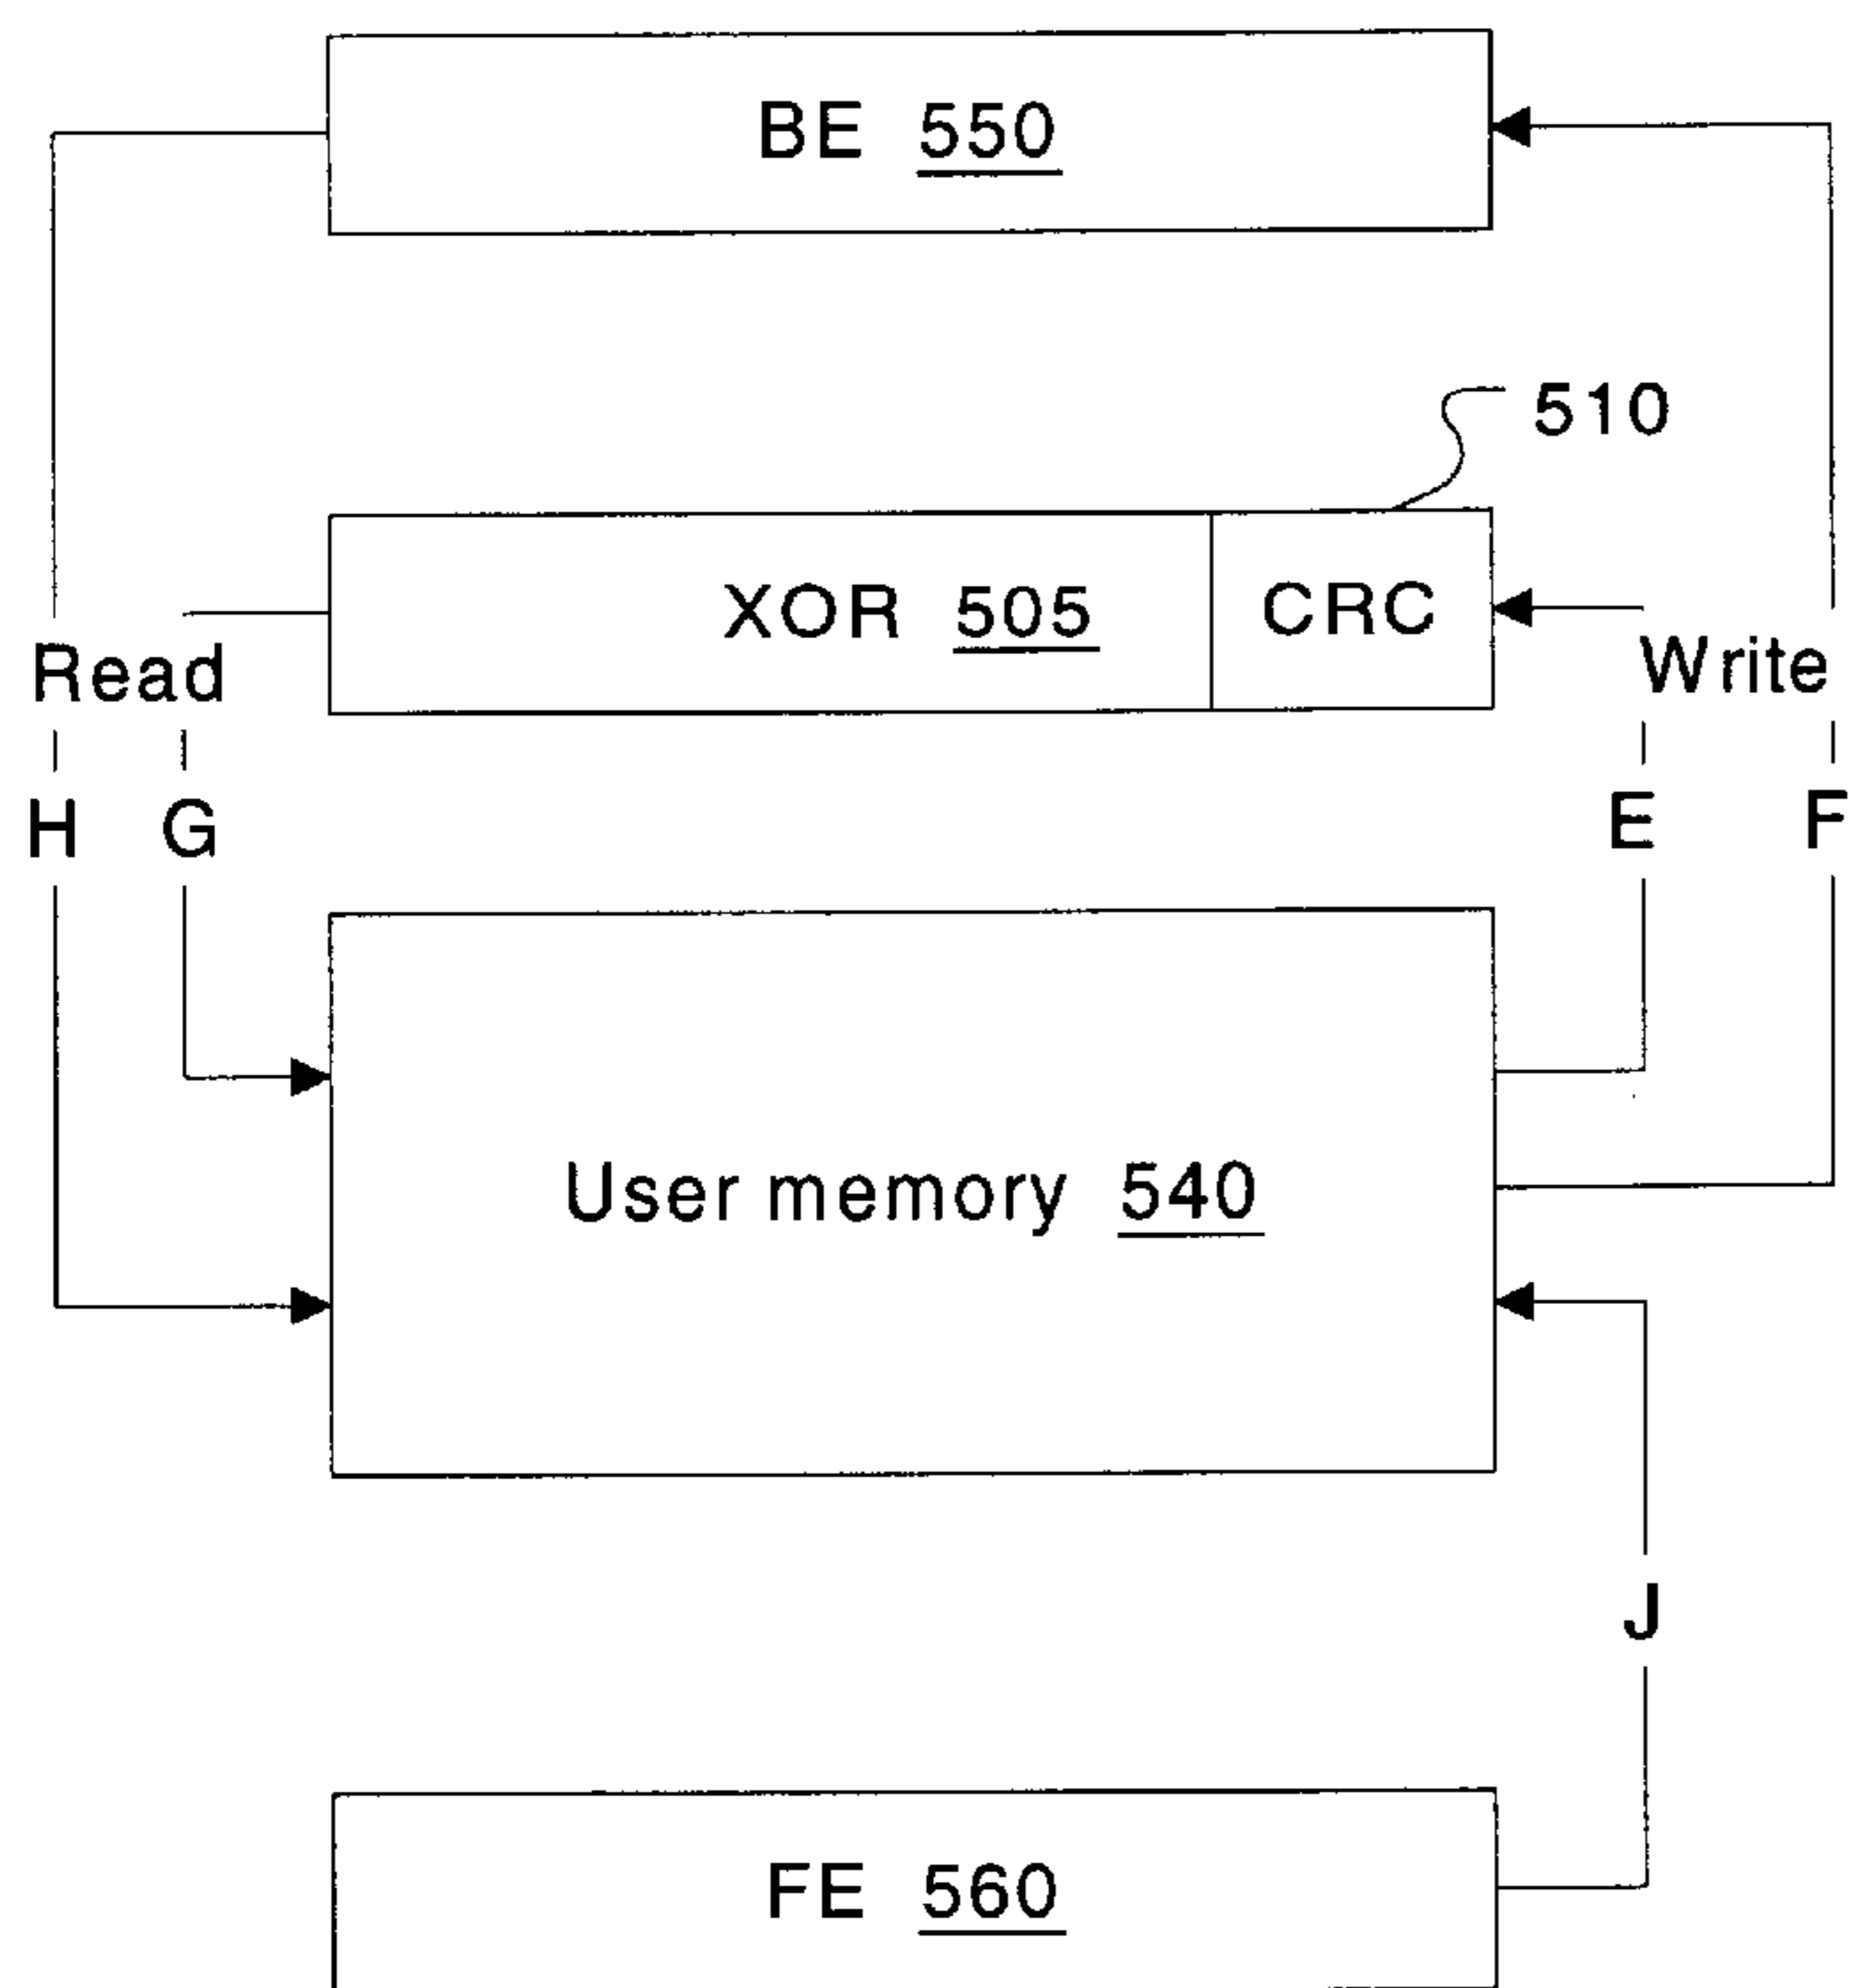 BE 550
510
XOR 505
CRC
Read
Write
H
G
E
F
User memory 540
J
FE 560